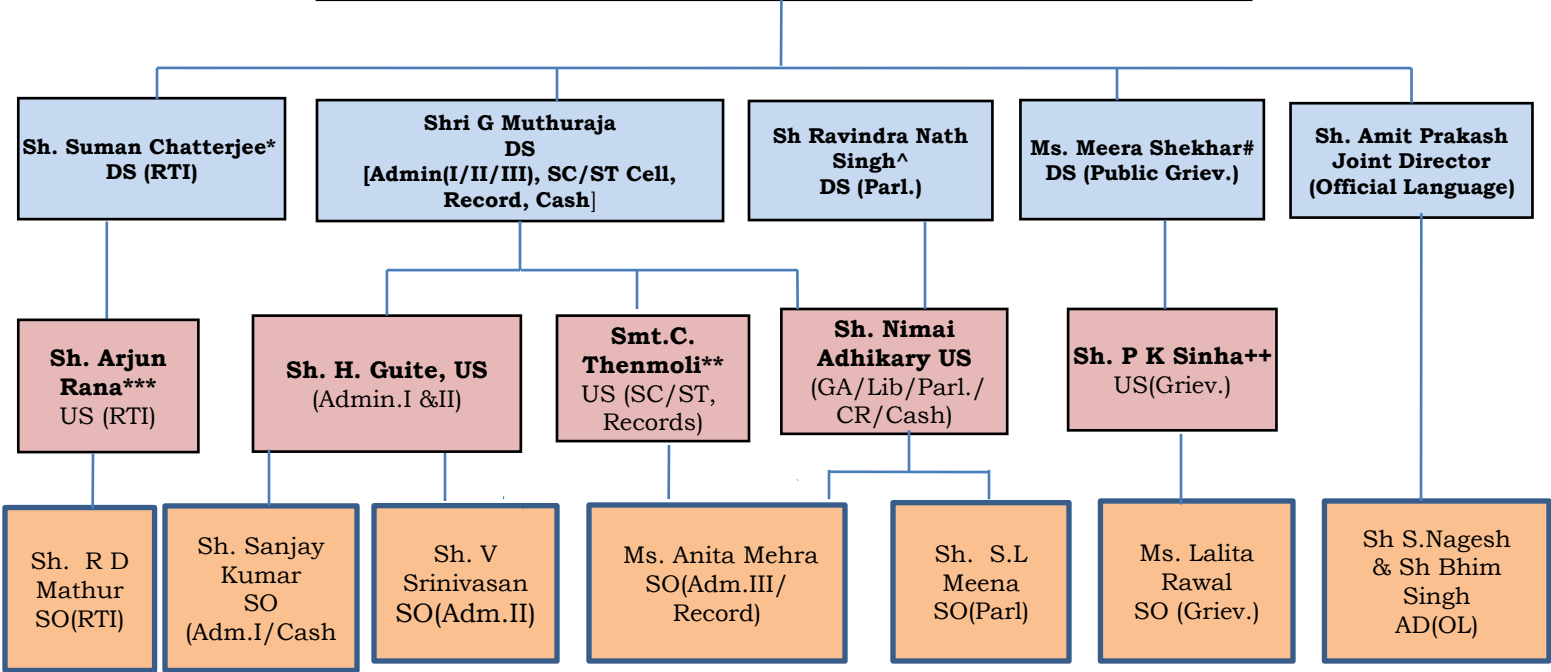 Sh. Suman Chatterjee*
DS (RTI)
Shri G Muthuraja
DS
[Admin(I/II/III), SC/ST Cell,
Record, Cash]
Sh Ravindra Nath
Singh^
DS (Parl.)
Ms. Meera Shekhar#
DS (Public Griev.)
Sh. Amit Prakash
Joint Director
(Official Language)
Sh. Arjun
Rana***
US (RTI)
Sh. H. Guite, US
(Admin.I &II)
Smt.C.
Thenmoli**
US (SC/ST,
Records)
Sh. Nimai
Adhikary US
(GA/Lib/Parl./
CR/Cash)
Sh. P K Sinha++
US(Griev.)
Sh. R D
Mathur
SO(RTI)
Sh. Sanjay
Kumar
SO
(Adm.I/Cash
Sh. V
Srinivasan
SO(Adm.II)
Ms. Anita Mehra
SO(Adm.III/
Record)
Sh. S.L
Meena
SO(Parl)
Ms. Lalita
Rawal
SO (Griev.)
Sh S.Nagesh
& Sh Bhim
Singh
AD(OL)